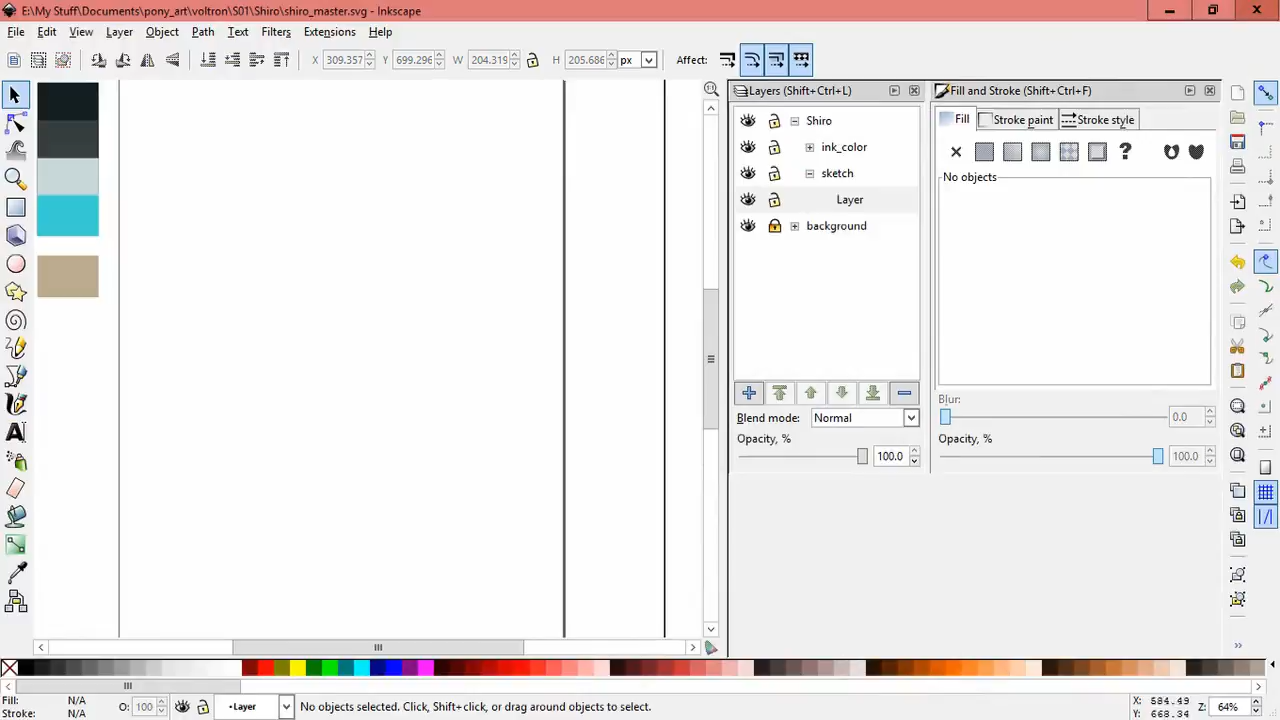 E:\My Stuff\Documents\pony_art\voltron\S01\Shiro\shiro_master.svg - Inkscape
File Edit View Layer Object Path Text Filters Extensions Help
X 309.357 Y 699.296 W 204.319 H 205.686 px Affect:
Layers (Shift+Ctrl+L) Fill and Stroke (Shift+Ctrl+F)
Shiro
ink_color
sketch
Layer
background
Fill Stroke paint Stroke style
No objects
Blend mode: Normal
Opacity, % 100.0
Blur: 0.0
Opacity, % 100.0
Fill: N/A
Stroke: N/A
O: 100
•Layer
No objects selected. Click, Shift+click, or drag around objects to select.
X: 584.49
Y: 668.34
Z: 64%